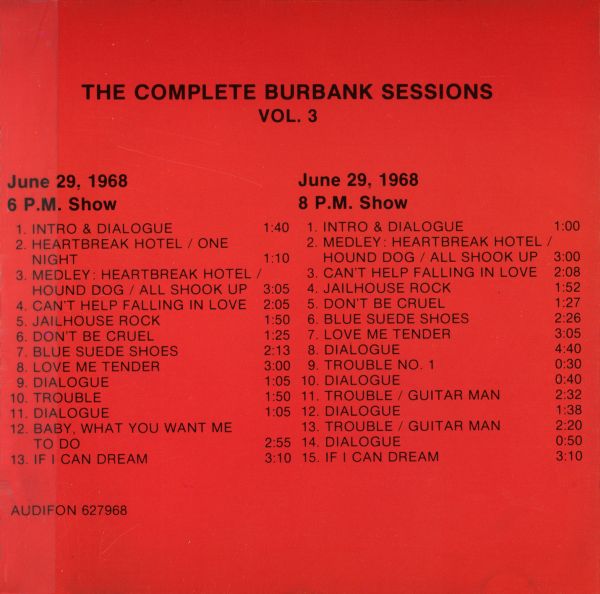 THE COMPLETE BURBANK SESSIONS
VOL. 3
June 29, 1968
6 P.M. Show
1. INTRO & DIALOGUE 1:40
2. HEARTBREAK HOTEL / ONE
NIGHT 1:10
3. MEDLEY: HEARTBREAK HOTEL /
HOUND DOG / ALL SHOOK UP 3:05
4. CAN'T HELP FALLING IN LOVE 2:05
5. JAILHOUSE ROCK 1:50
6. DON'T BE CRUEL 1:25
7. BLUE SUEDE SHOES 2:13
8. LOVE ME TENDER 3:00
9. DIALOGUE 1:05
10. TROUBLE 1:50
11. DIALOGUE 1:05
12. BABY, WHAT YOU WANT ME
TO DO 2:55
13. IF I CAN DREAM 3:10
June 29, 1968
8 P.M. Show
1. INTRO & DIALOGUE 1:00
2. MEDLEY: HEARTBREAK HOTEL /
HOUND DOG / ALL SHOOK UP 3:00
3. CAN'T HELP FALLING IN LOVE 2:08
4. JAILHOUSE ROCK 1:52
5. DON'T BE CRUEL 1:27
6. BLUE SUEDE SHOES 2:26
7. LOVE ME TENDER 3:05
8. DIALOGUE 4:40
9. TROUBLE NO. 1 0:30
10. DIALOGUE 0:40
11. TROUBLE / GUITAR MAN 2:32
12. DIALOGUE 1:38
13. TROUBLE / GUITAR MAN 2:20
14. DIALOGUE 0:50
15. IF I CAN DREAM 3:10
AUDIFON 627968